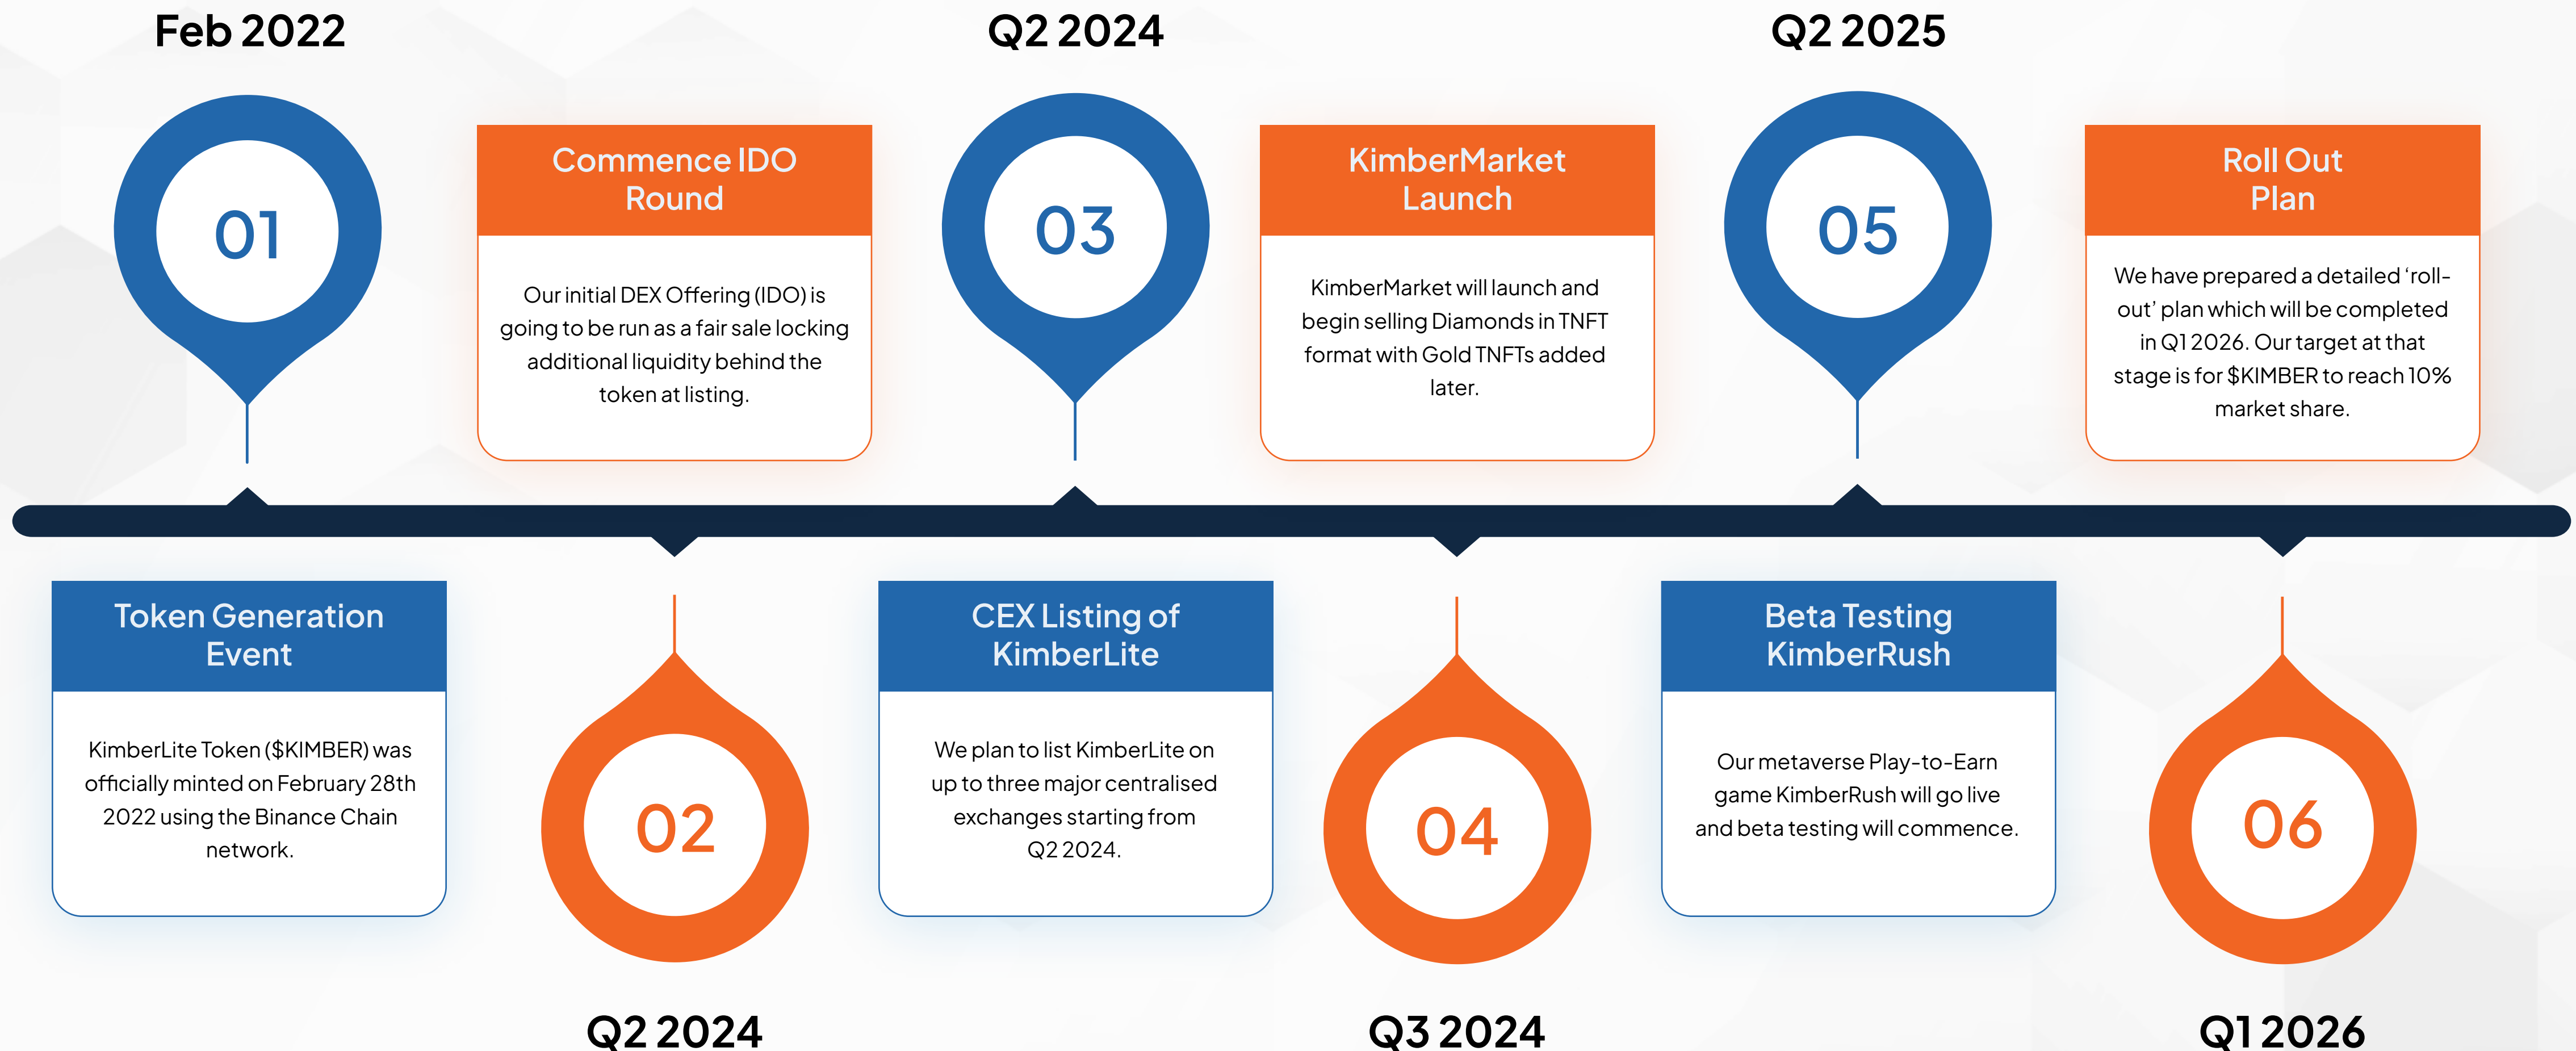 Feb 2022
01
Token Generation
Event
KimberLite Token ($KIMBER) was
officially minted on February 28th
2022 using the Binance Chain
network.
Commence IDO
Round
Our initial DEX Offering (IDO) is
going to be run as a fair sale locking
additional liquidity behind the
token at listing.
02
Q2 2024
Q2 2024
03
CEX Listing of
KimberLite
We plan to list KimberLite on
up to three major centralised
exchanges starting from
Q2 2024.
KimberMarket
Launch
KimberMarket will launch and
begin selling Diamonds in TNFT
format with Gold TNFTs added
later.
04
Q3 2024
Q2 2025
05
Beta Testing
KimberRush
Our metaverse Play-to-Earn
game KimberRush will go live
and beta testing will commence.
Roll Out
Plan
We have prepared a detailed ‘roll-
out’ plan which will be completed
in Q1 2026. Our target at that
stage is for $KIMBER to reach 10%
market share.
06
Q1 2026